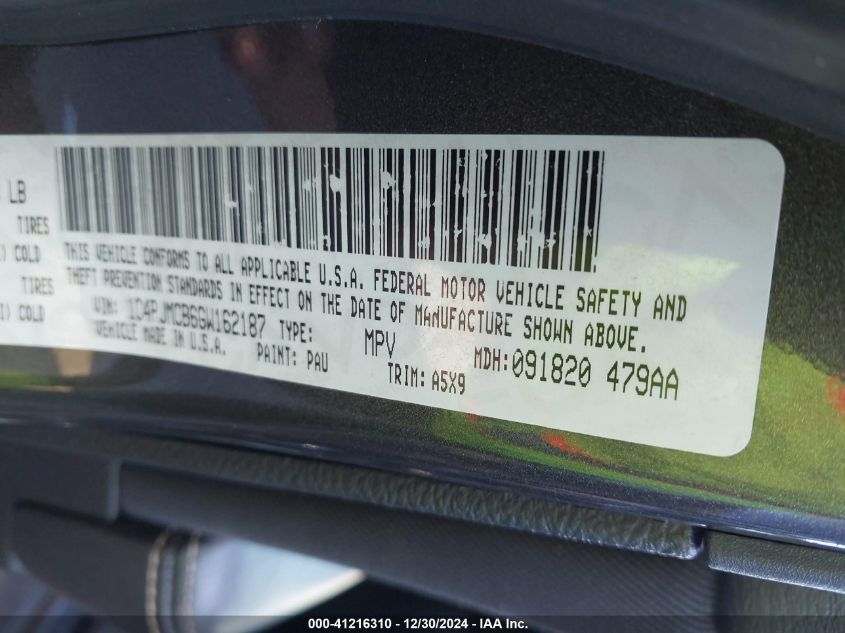 LB
TIRES
) COLD
TIRES
) COLD
THIS VEHICLE CONFORMS TO ALL APPLICABLE U.S.A. FEDERAL MOTOR VEHICLE SAFETY
THEFT PREVENTION STANDARDS IN EFFECT ON THE DATE OF MANUFACTURE SHOWN ABOVE.
VIN: 1C4PJMCB6GW162187 TYPE: MPV MDH:091820 479AA
VEHICLE MADE IN U.S.A. PAINT: PAU TRIM: A5X9
000-41216310 - 12/30/2024 - IAA Inc.